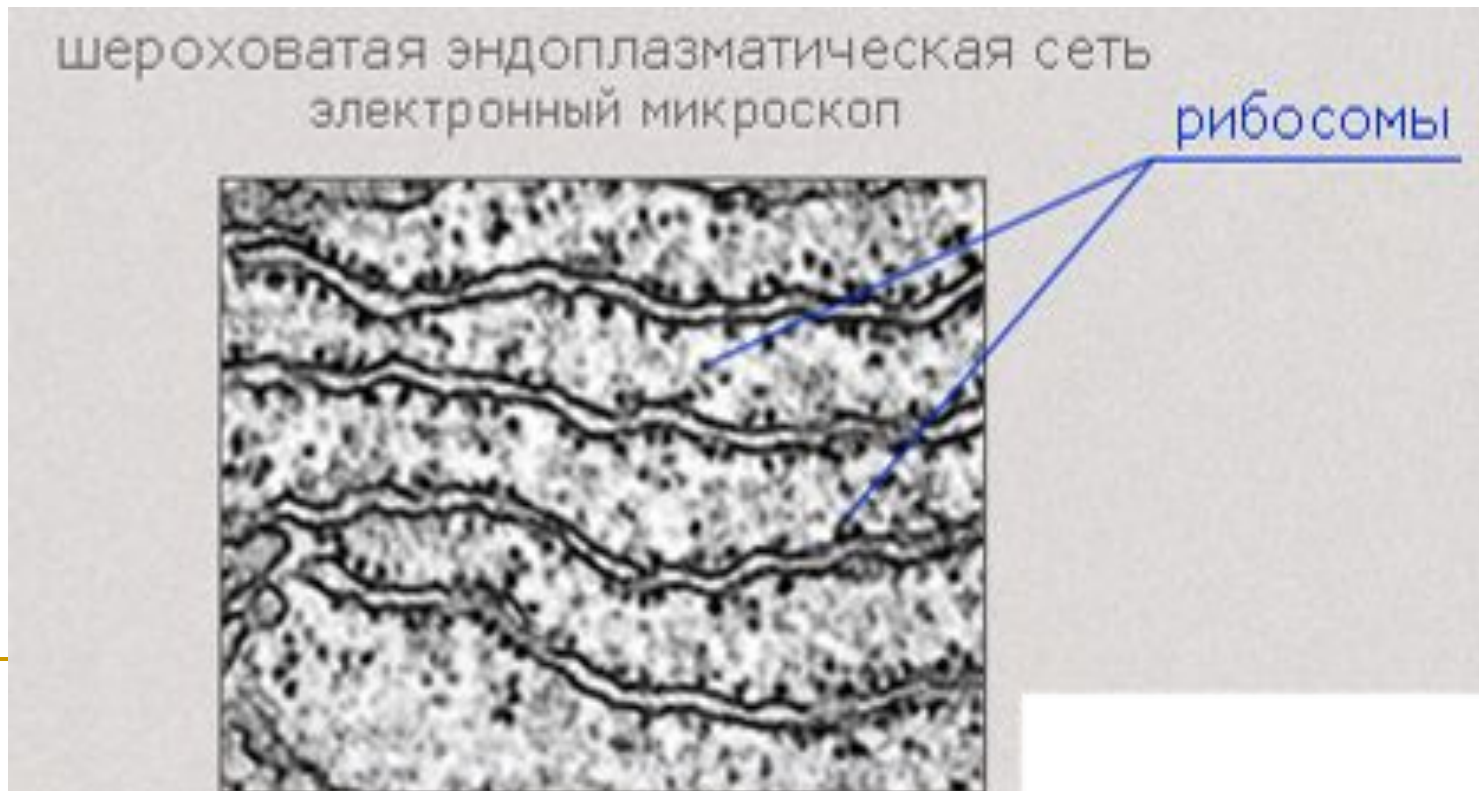 шероховатая эндоплазматическая сеть
электронный микроскоп
рибосомы